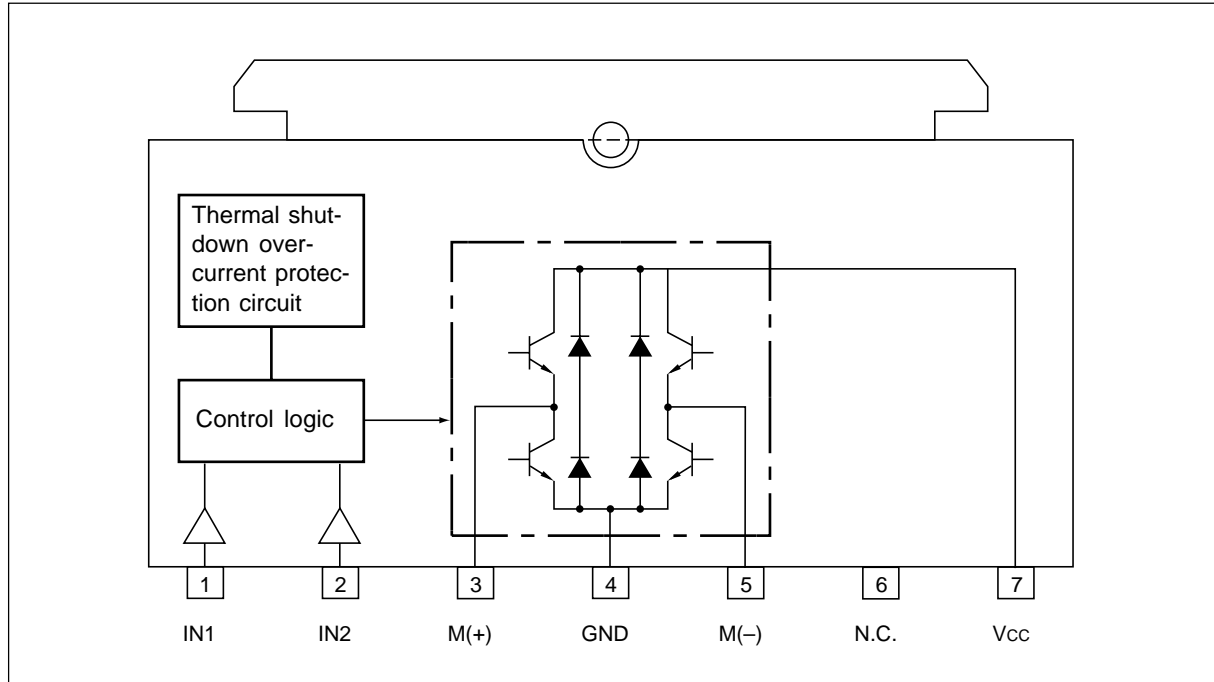 Thermal shut-
down over-
current protec-
tion circuit
Control logic
1 2 3 4 5 6 7
IN1 IN2 M(+) GND M(–) N.C. VCC